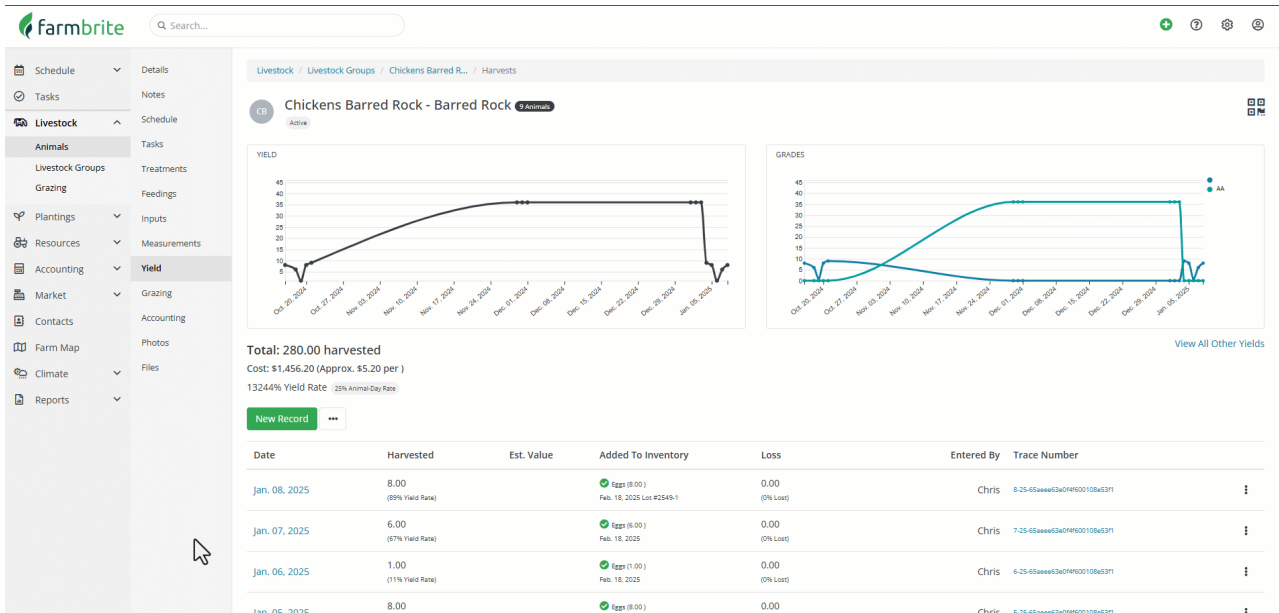 farmbrite
Search...
Schedule
Tasks
Livestock
Animals
Livestock Groups
Grazing
Plantings
Resources
Accounting
Market
Contacts
Farm Map
Climate
Reports
Details
Notes
Schedule
Tasks
Treatments
Feedings
Inputs
Measurements
Yield
Grazing
Accounting
Photos
Files
Livestock / Livestock Groups / Chickens Barred R... / Harvests
CB
Chickens Barred Rock - Barred Rock 9 Animals
Active
YIELD
45
40
35
30
25
20
15
10
5
Oct. 20, 2024 Oct. 27, 2024 Nov. 03, 2024 Nov. 10, 2024 Nov. 17, 2024 Nov. 24, 2024 Dec. 01, 2024 Dec. 08, 2024 Dec. 15, 2024 Dec. 22, 2024 Dec. 29, 2024 Jan. 05, 2025
GRADES
45
40
35
30
25
20
15
10
5
0
Oct. 20, 2024 Oct. 27, 2024 Nov. 03, 2024 Nov. 10, 2024 Nov. 17, 2024 Nov. 24, 2024 Dec. 01, 2024 Dec. 08, 2024 Dec. 15, 2024 Dec. 22, 2024 Dec. 29, 2024 Jan. 05, 2025
AA
Total: 280.00 harvested
View All Other Yields
Cost: $1,456.20 (Approx. $5.20 per )
13244% Yield Rate 25% Animal-Day Rate
New Record
Date Harvested Est. Value Added To Inventory Loss Entered By Trace Number
Jan. 08, 2025 8.00 Eggs (8.00 ) 0.00 Chris 8-25-65aeee63e0f4f600108e53f1
(89% Yield Rate) Feb. 18, 2025 Lot #2549-1 (0% Lost)
Jan. 07, 2025 6.00 Eggs (6.00 ) 0.00 Chris 7-25-65aeee63e0f4f600108e53f1
(67% Yield Rate) Feb. 18, 2025 (0% Lost)
Jan. 06, 2025 1.00 Eggs (1.00 ) 0.00 Chris 6-25-65aeee63e0f4f600108e53f1
(11% Yield Rate) Feb. 18, 2025 (0% Lost)
Jan. 05, 2025 8.00 Eggs (8.00 ) 0.00 Chris 5-25-65aeee63e0f4f600108e53f1